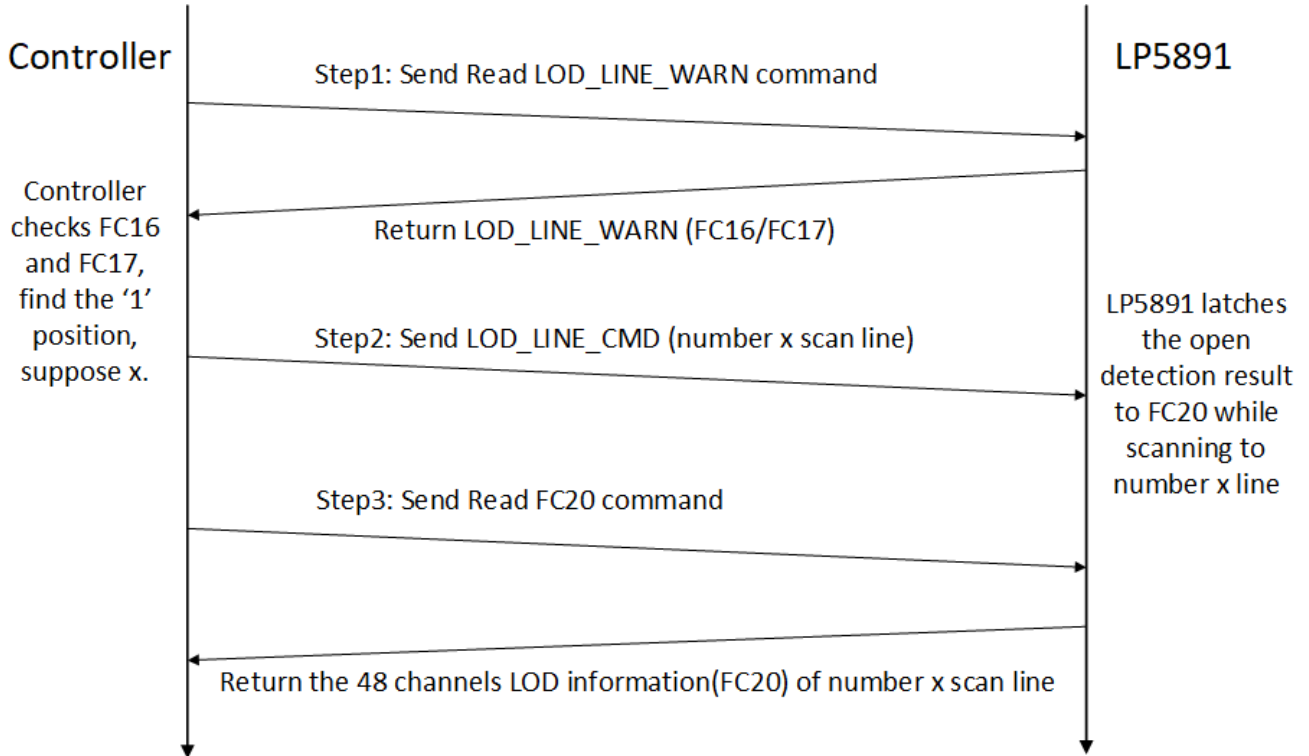 Controller
LP5891
Step1: Send Read LOD_LINE_WARN command
Controller
checks FC16
and FC17,
find the ‘1’
position,
suppose x.
Return LOD_LINE_WARN (FC16/FC17)
Step2: Send LOD_LINE_CMD (number x scan line)
LP5891 latches
the open
detection result
to FC20 while
scanning to
number x line
Step3: Send Read FC20 command
Return the 48 channels LOD information(FC20) of number x scan line